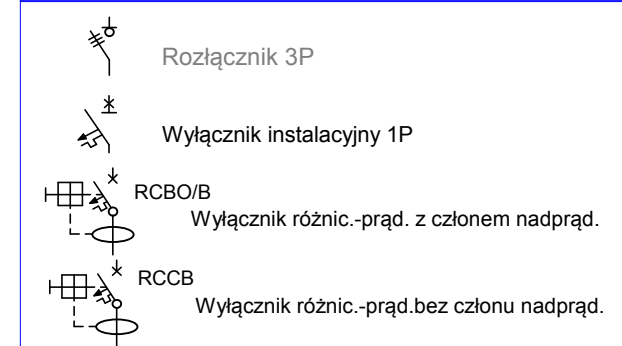 Rozłącznik 3P
Wyłącznik instalacyjny 1P
RCBO/B
Wyłącznik różnic.-prąd. z członem nadprąd.
RCCB
Wyłącznik różnic.-prąd.bez członu nadprąd.